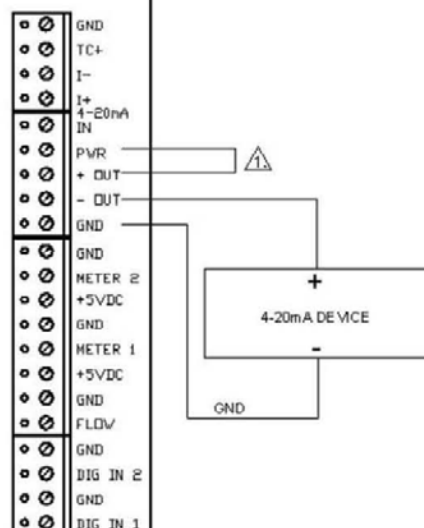 GND
TC+
I-
I+
4-20mA
IN
PWR
+ OUT
- OUT
GND
GND
METER 2
+5VDC
GND
METER 1
+5VDC
GND
FLOW
GND
DIG IN 2
GND
DIG IN 1
1.
+
4-20mA DEVICE
-
GND